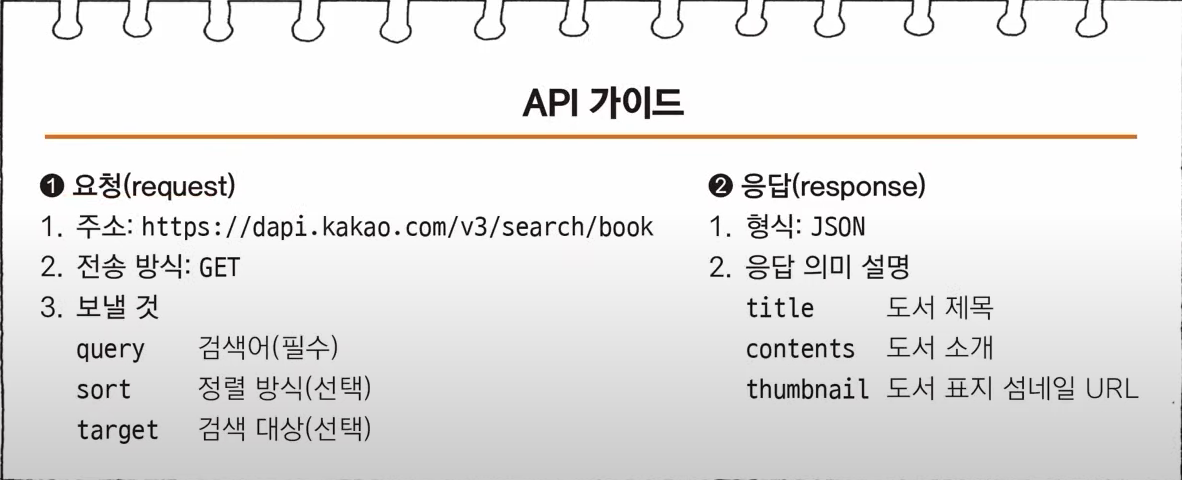 API 가이드
❶ 요청(request)
1. 주소: https://dapi.kakao.com/v3/search/book
2. 전송 방식: GET
3. 보낼 것
query 검색어(필수)
sort 정렬 방식(선택)
target 검색 대상(선택)
❷ 응답(response)
1. 형식: JSON
2. 응답 의미 설명
title 도서 제목
contents 도서 소개
thumbnail 도서 표지 섬네일 URL